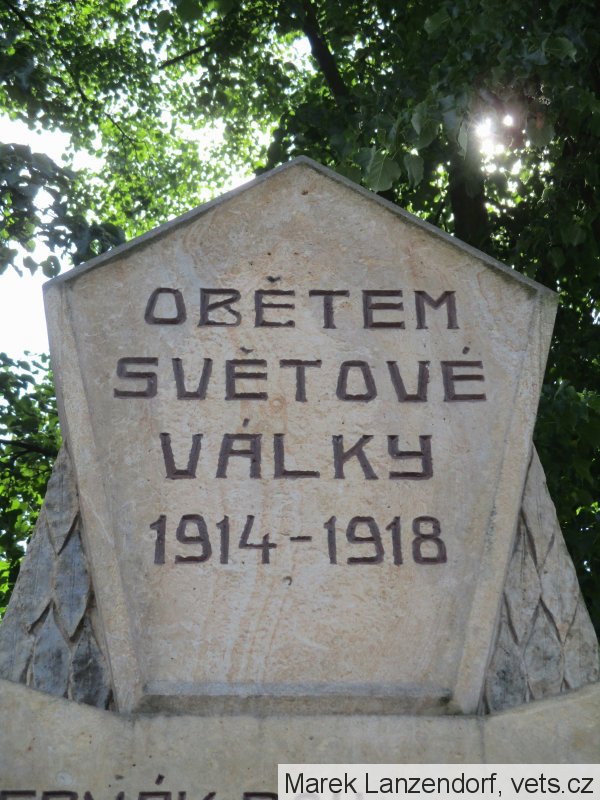 OBĚTEM
SVĚTOVÉ
VÁLKY
1914-1918
Marek Lanzendorf, vets.cz